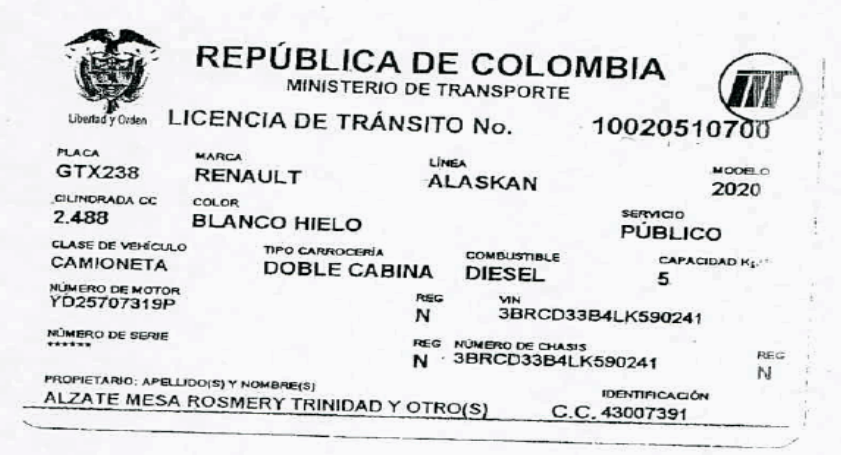 REPÚBLICA DE COLOMBIA
MINISTERIO DE TRANSPORTE
Libertad y Orden
LICENCIA DE TRÁNSITO No. 10020510700
PLACA MARCA LÍNEA MODELO
GTX238 RENAULT ALASKAN 2020
CILINDRADA CC COLOR SERVICIO
2.488 BLANCO HIELO PÚBLICO
CLASE DE VEHÍCULO TIPO CARROCERÍA COMBUSTIBLE CAPACIDAD
CAMIONETA DOBLE CABINA DIESEL 5
NÚMERO DE MOTOR REG VIN
YD25707319P N 3BRCD33B4LK590241
NÚMERO DE SERIE REG NÚMERO DE CHASIS REG
****** N 3BRCD33B4LK590241 N
PROPIETARIO: APELLIDO(S) Y NOMBRE(S) IDENTIFICACIÓN
ALZATE MESA ROSMERY TRINIDAD Y OTRO(S) C.C. 43007391